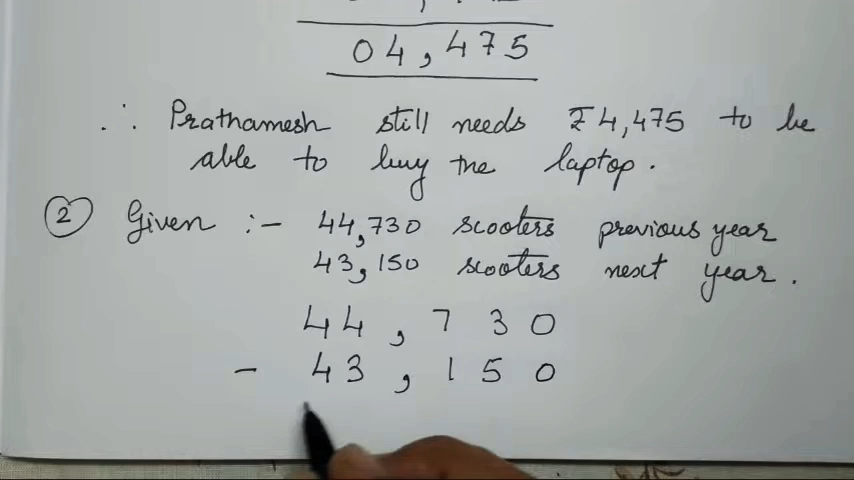 04,475
∴ Prathamesh still needs ₹4,475 to be
able to buy the laptop.
② Given :- 44,730 scooters previous year
43,150 scooters next year.
44,730
- 43,150